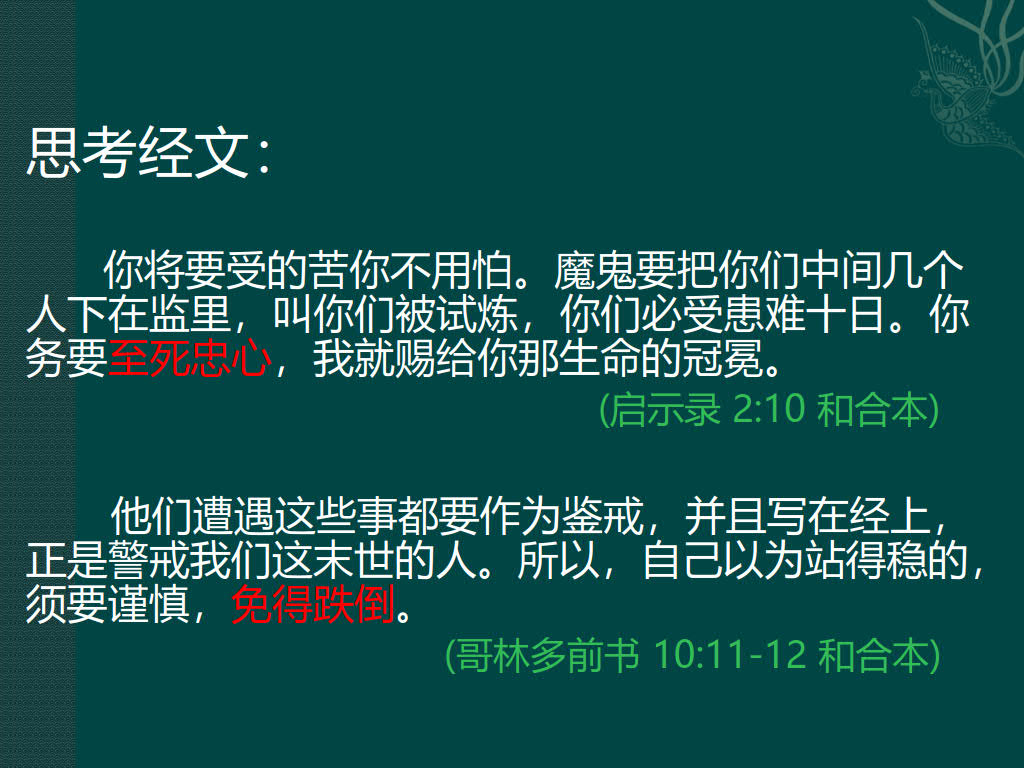 思考经文：
你将要受的苦你不用怕。魔鬼要把你们中间几个
人下在监里，叫你们被试炼，你们必受患难十日。你
务要至死忠心，我就赐给你那生命的冠冕。
(启示录 2:10 和合本)
他们遭遇这些事都要作为鉴戒，并且写在经上，
正是警戒我们这末世的人。所以，自己以为站得稳的，
须要谨慎，免得跌倒。
(哥林多前书 10:11-12 和合本)